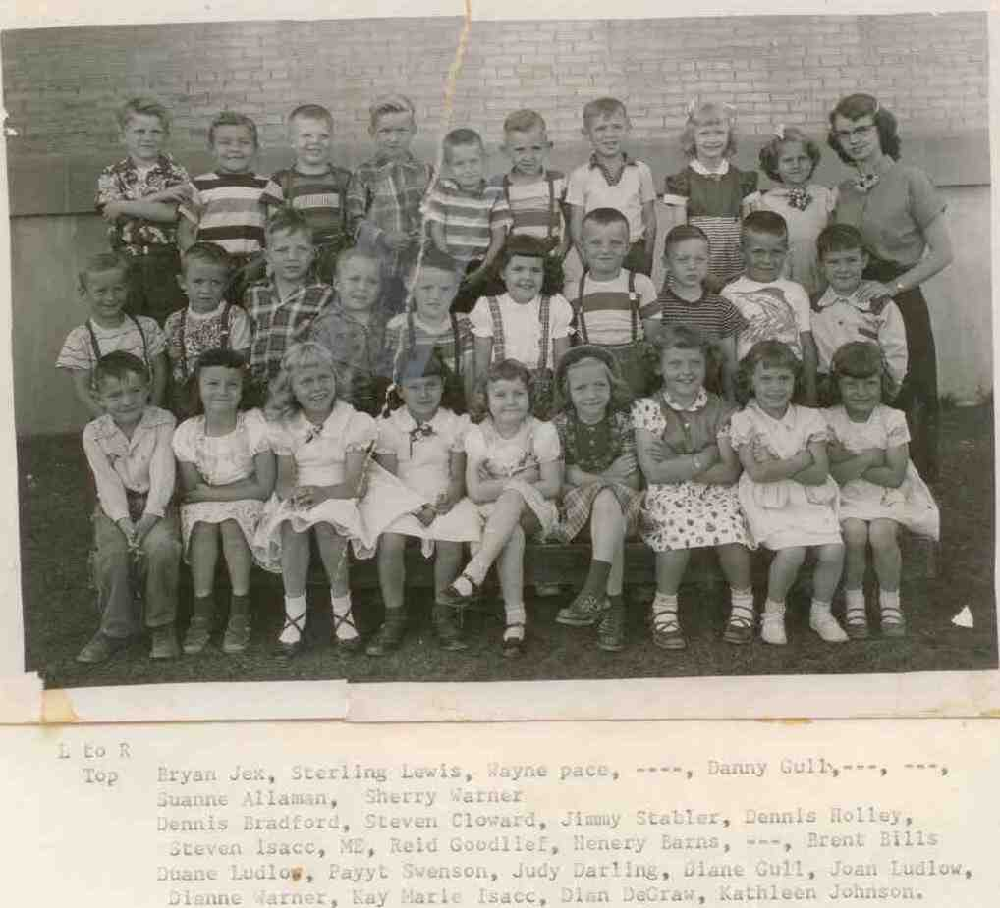 L to R
Top Bryan Jex, Sterling Lewis, Wayne pace, ----, Danny Gull,---, ---,
Suanne Allaman, Sherry Warner
Dennis Bradford, Steven Cloward, Jimmy Stabler, Dennis Holley,
Steven Isacc, ME, Reid Goodlief, Henery Barns, ---, Brent Bills
Duane Ludlow, Payyt Swenson, Judy Darling, Diane Gull, Joan Ludlow,
Dianne Warner, Kay Marie Isacc, Dian DeGraw, Kathleen Johnson.